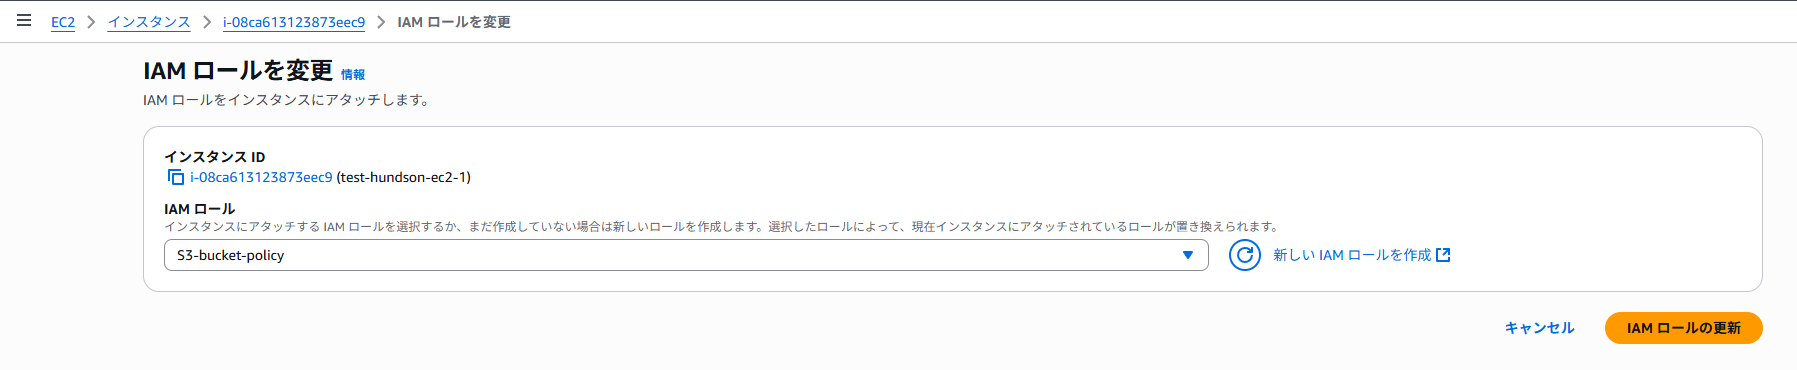 EC2 > インスタンス > i-08ca613123873eec9 > IAM ロールを変更
IAM ロールを変更 情報
IAM ロールをインスタンスにアタッチします。
インスタンス ID
i-08ca613123873eec9 (test-hundson-ec2-1)
IAM ロール
インスタンスにアタッチする IAM ロールを選択するか、まだ作成していない場合は新しいロールを作成します。選択したロールによって、現在インスタンスにアタッチされているロールが置き換えられます。
S3-bucket-policy
新しい IAM ロールを作成
キャンセル IAM ロールの更新